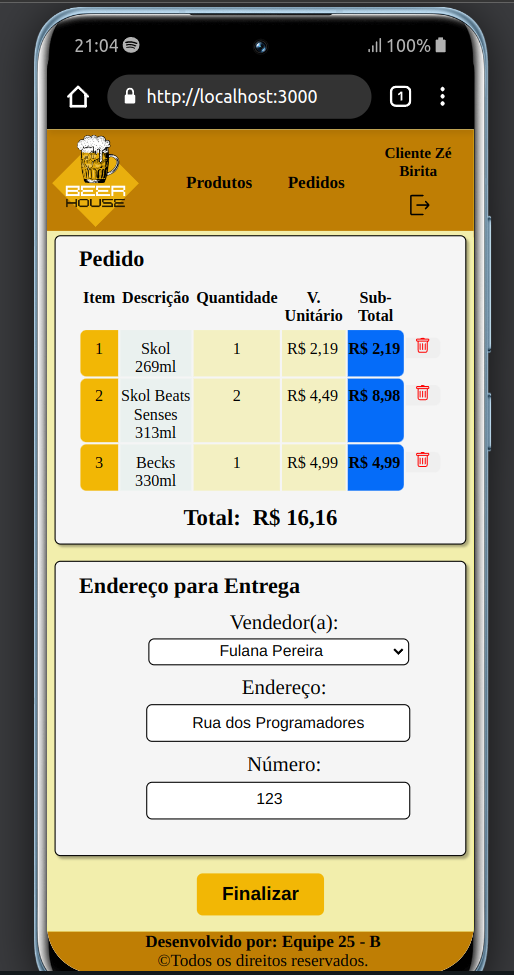 21:04 100%
http://localhost:3000 1
BEER
HOUSE
Produtos Pedidos
Cliente Zé
Birita
Pedido
Item Descrição Quantidade V. Unitário Sub-Total
1 Skol 269ml 1 R$ 2,19 R$ 2,19
2 Skol Beats Senses 313ml 2 R$ 4,49 R$ 8,98
3 Becks 330ml 1 R$ 4,99 R$ 4,99
Total: R$ 16,16
Endereço para Entrega
Vendedor(a):
Fulana Pereira
Endereço:
Rua dos Programadores
Número:
123
Finalizar
Desenvolvido por: Equipe 25 - B
©Todos os direitos reservados.